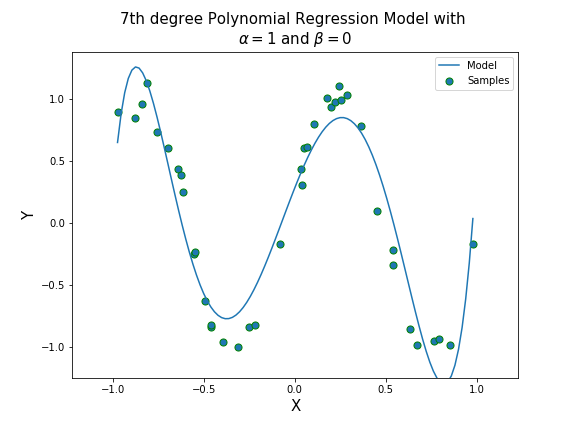 7th degree Polynomial Regression Model with
α = 1 and β = 0
Model
Samples
1.0
0.5
0.0
−0.5
−1.0
Y
−1.0 −0.5 0.0 0.5 1.0
X